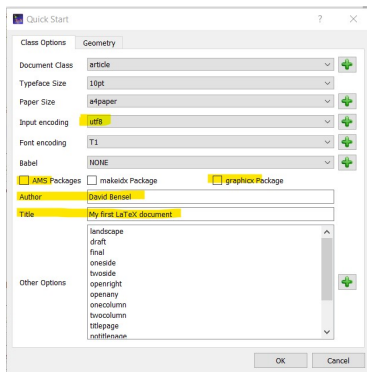 Quick Start ?
Class Options Geometry
Document Class article
Typeface Size 10pt
Paper Size a4paper
Input encoding utf8
Font encoding T1
Babel NONE
AMS Packages makeidx Package graphicx Package
Author David Bensel
Title My first LaTeX document
landscape
draft
final
oneside
twoside
openright
Other Options openany
onecolumn
twocolumn
titlepage
notitlepage
OK Cancel